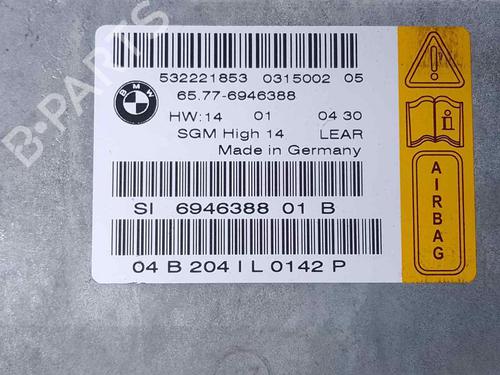 B-PARTS
BMW
532221853 0315002 05
65.77-6946388
HW:14 01 04 30
SGM High 14 LEAR
Made in Germany
SI 6946388 01 B
04 B 204 I L 0142 P
AIRBAG